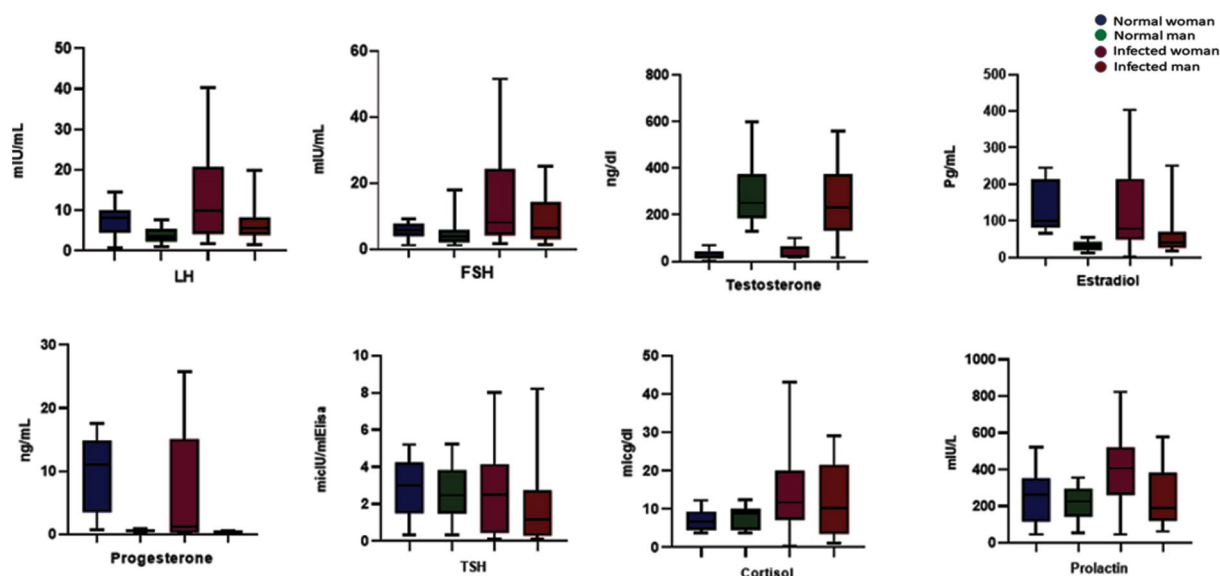 Normal woman
Normal man
Infected woman
Infected man
50
40
30
20
10
0
mIU/mL
LH
60
40
20
0
mIU/mL
FSH
800
600
400
200
0
ng/dl
Testosterone
500
400
300
200
100
0
Pg/mL
Estradiol
30
20
10
0
ng/mL
Progesterone
10
8
6
4
2
0
micIU/mlElisa
TSH
50
40
30
20
10
0
micg/dl
Cortisol
1000
800
600
400
200
0
mIU/L
Prolactin